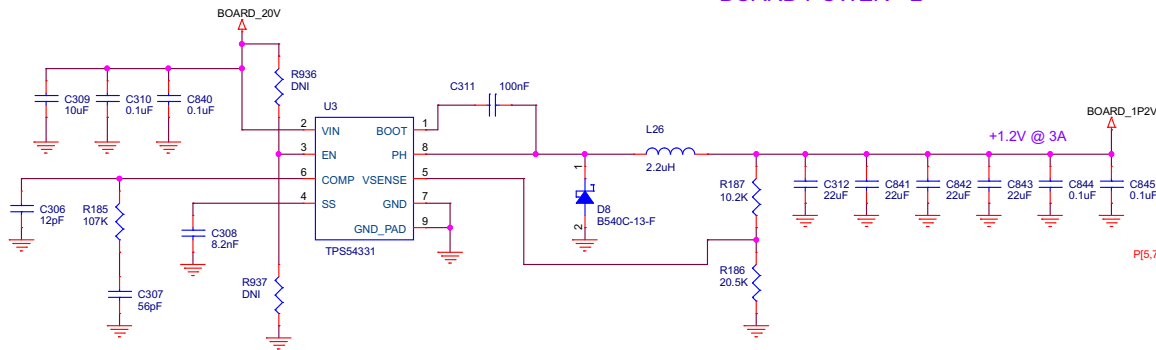 BOARD_20V
R936
DNI
C309
10uF
C310
0.1uF
C840
0.1uF
C311
100nF
U3
2 VIN
BOOT 1
3 EN
PH 8
6 COMP
VSENSE 5
4 SS
GND 7
GND_PAD 9
TPS54331
L26
2.2uH
BOARD_1P2V
+1.2V @ 3A
1
D8
B540C-13-F
2
R187
10.2K
C312
22uF
C841
22uF
C842
22uF
C843
22uF
C844
0.1uF
C845
0.1uF
C306
12pF
R185
107K
C308
8.2nF
C307
56pF
R937
DNI
R186
20.5K
P[5,7